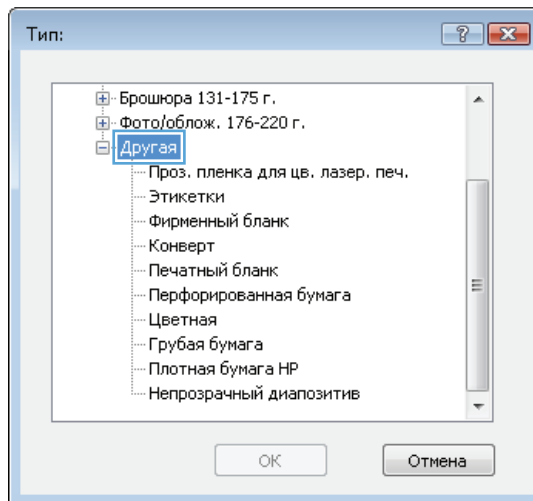 Тип:
Брошюра 131-175 г.
Фото/облож. 176-220 г.
Другая
Проз. пленка для цв. лазер. печ.
Этикетки
Фирменный бланк
Конверт
Печатный бланк
Перфорированная бумага
Цветная
Грубая бумага
Плотная бумага HP
Непрозрачный диапозитив
ОК
Отмена